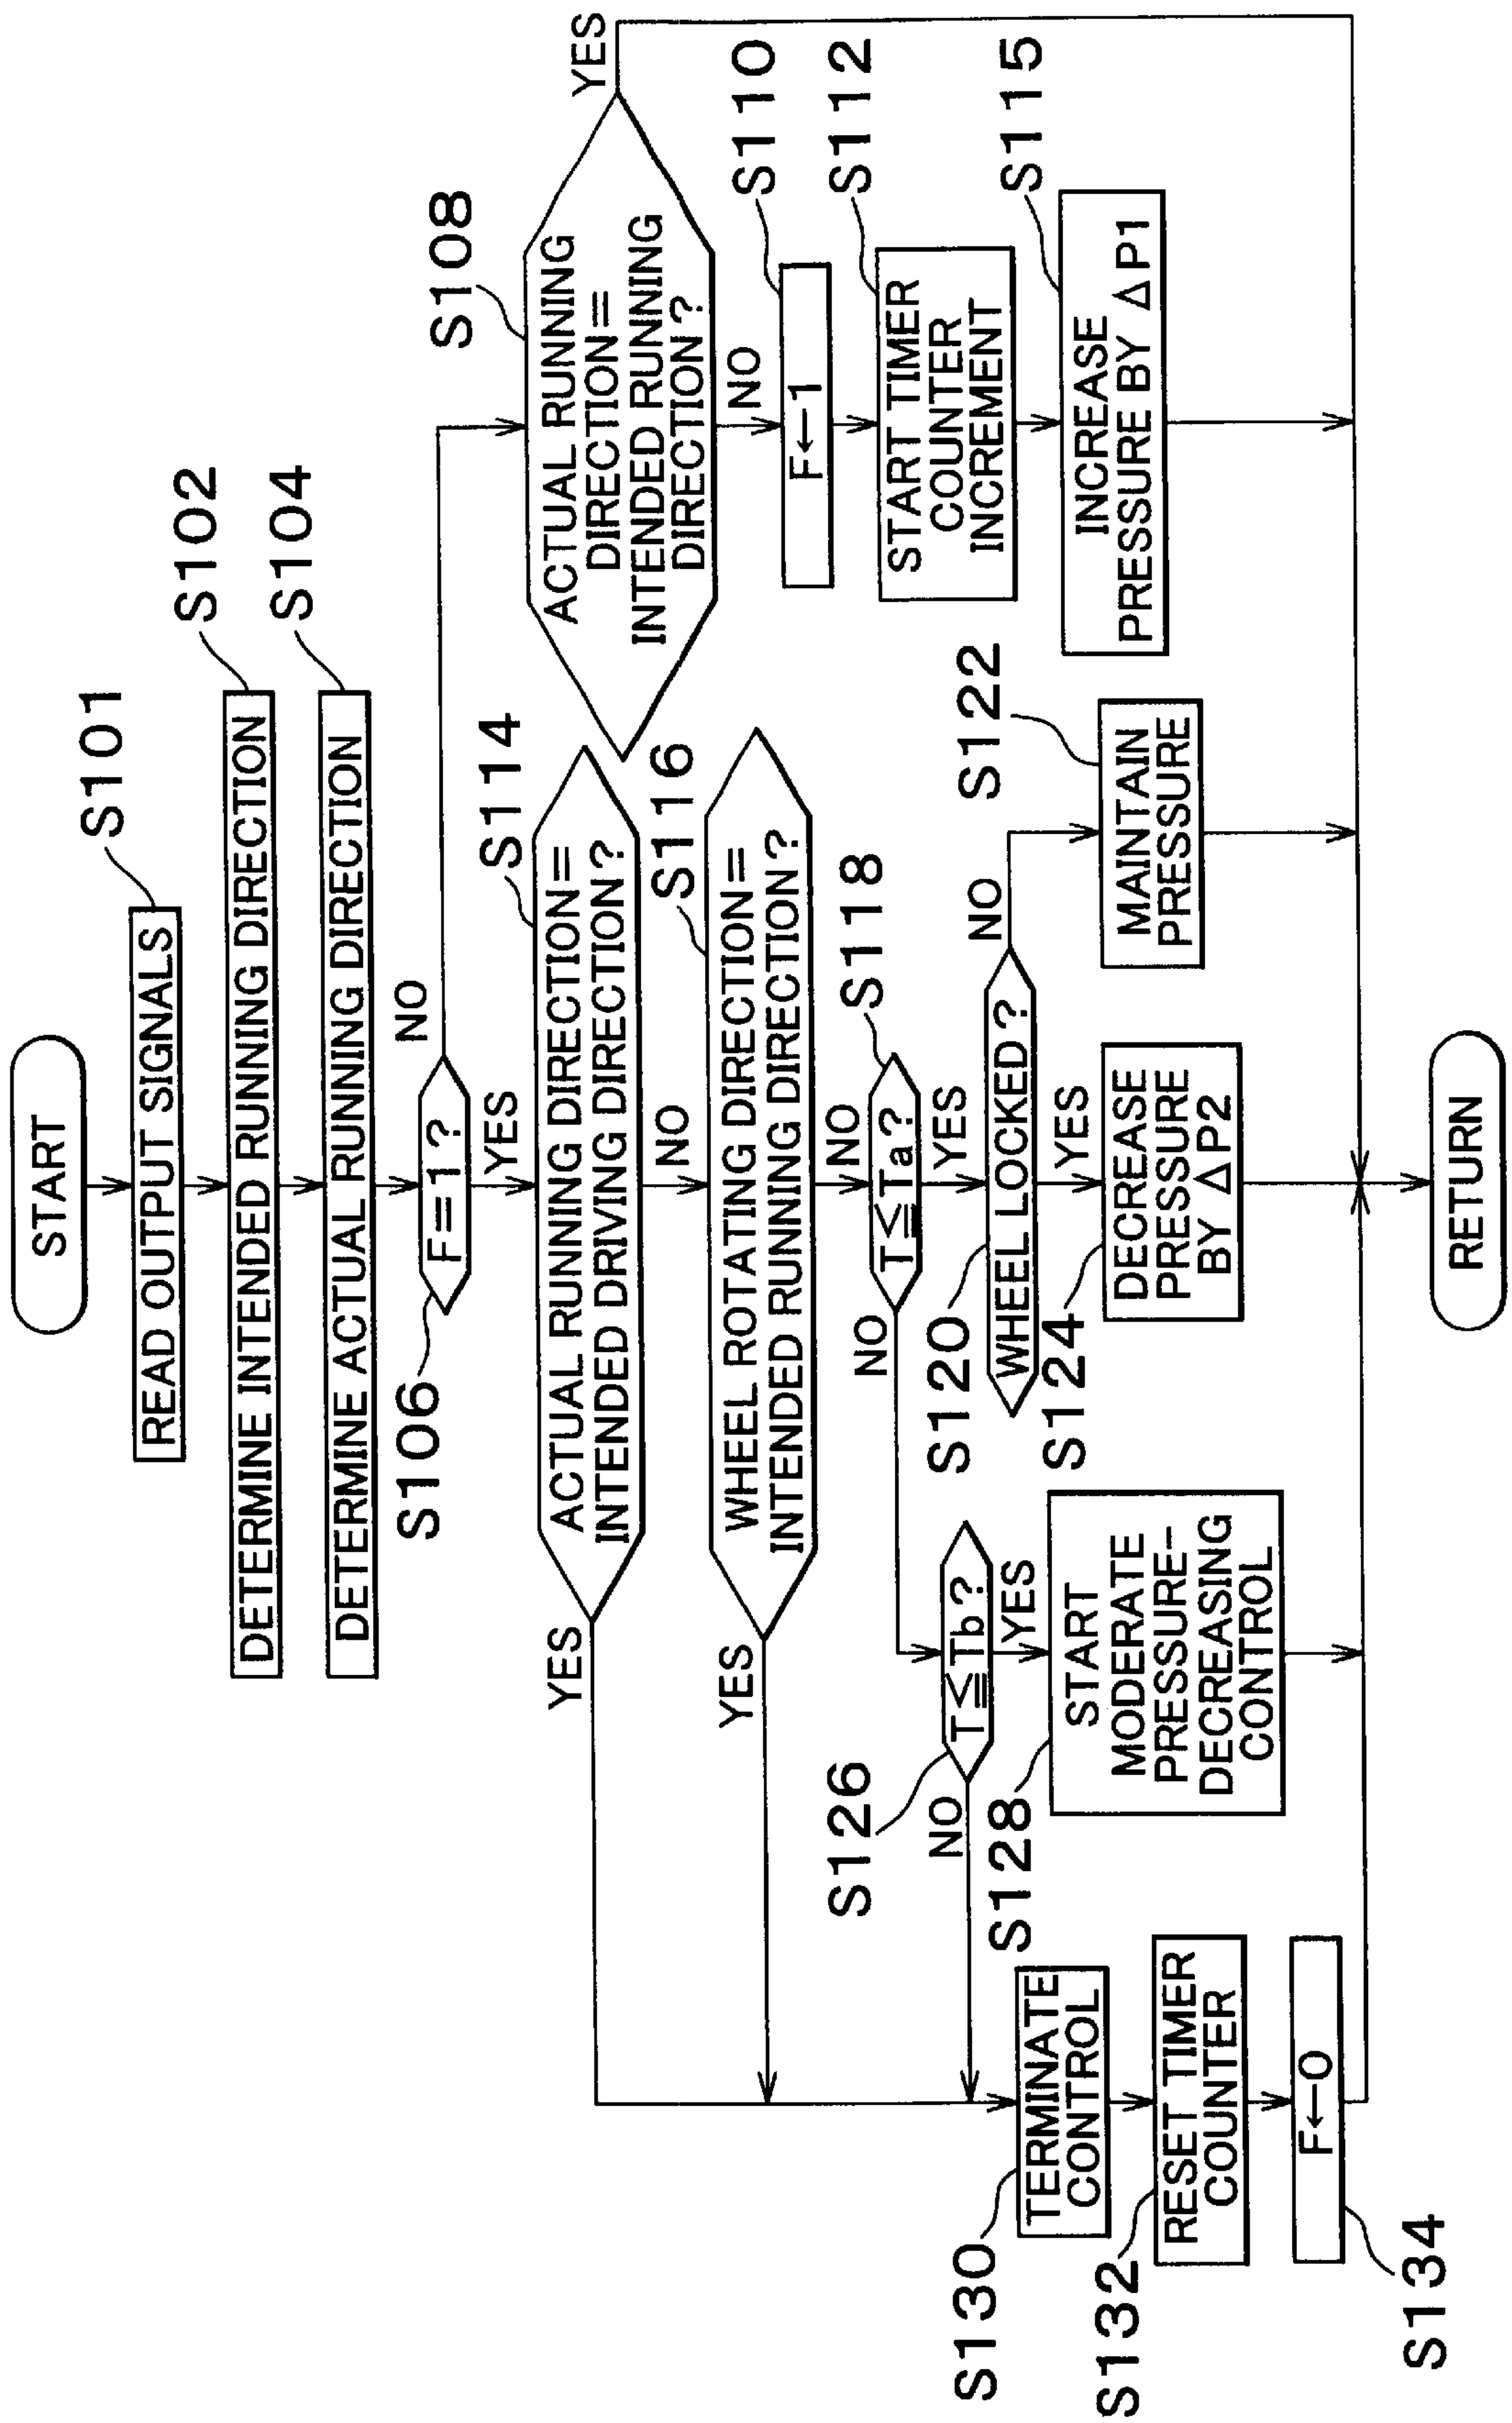 START
READ OUTPUT SIGNALS
S101
DETERMINE INTENDED RUNNING DIRECTION
S102
DETERMINE ACTUAL RUNNING DIRECTION
S104
F=1?
S106
NO
YES
ACTUAL RUNNING
DIRECTION=
INTENDED RUNNING
DIRECTION?
S108
YES
NO
F←1
S110
START TIMER
COUNTER
INCREMENT
S112
INCREASE
PRESSURE BY △P1
S115
ACTUAL RUNNING DIRECTION=
INTENDED DRIVING DIRECTION?
S114
YES
NO
WHEEL ROTATING DIRECTION=
INTENDED RUNNING DIRECTION?
S116
YES
NO
T≦Ta?
S118
NO
YES
WHEEL LOCKED?
S120
NO
YES
MAINTAIN
PRESSURE
S122
DECREASE
PRESSURE
BY △P2
S124
T≦Tb?
S126
NO
YES
START
MODERATE
PRESSURE-
DECREASING
CONTROL
S128
TERMINATE
CONTROL
S130
RESET TIMER
COUNTER
S132
F←0
S134
RETURN